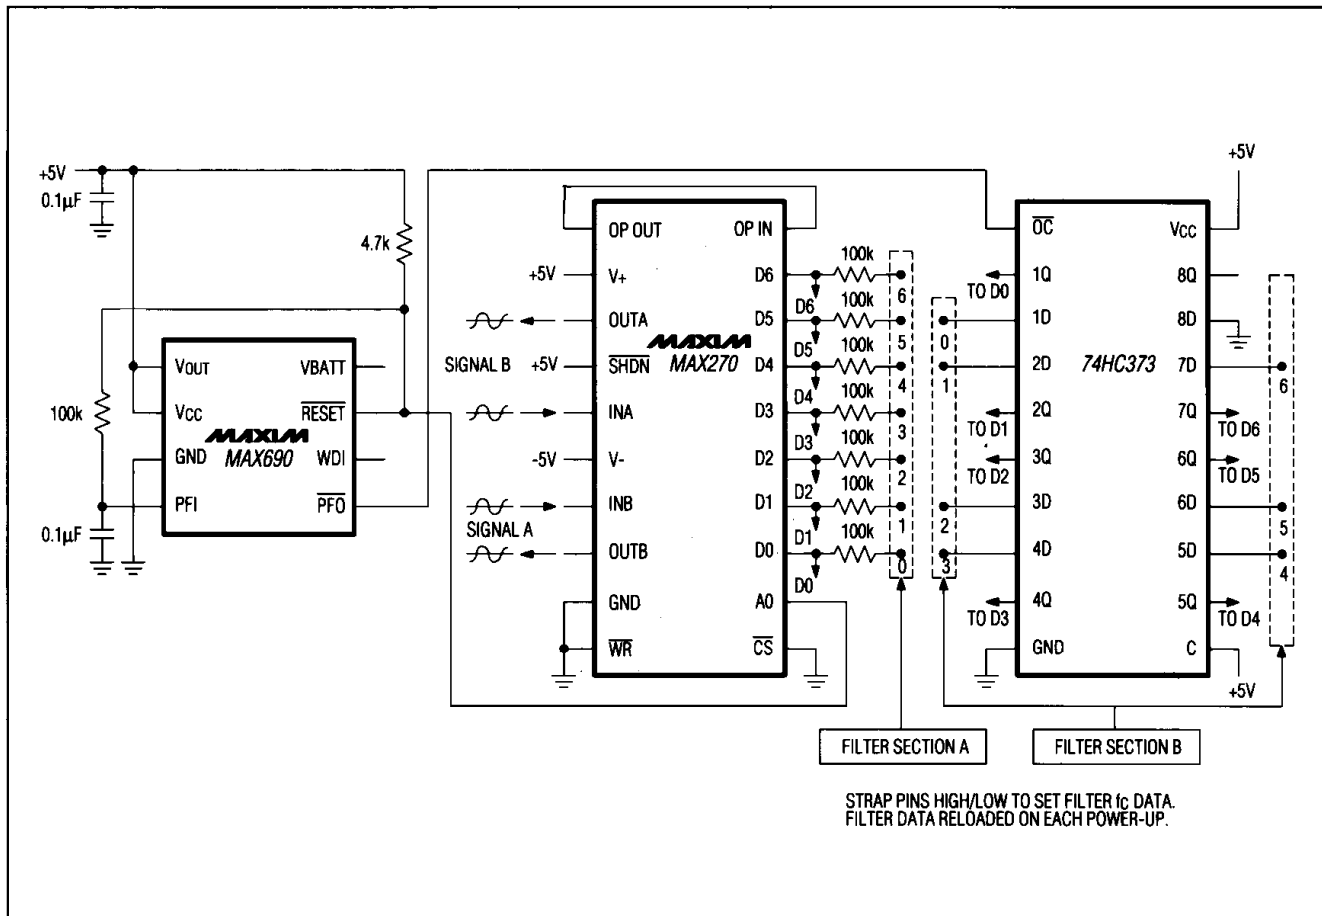 +5V
0.1µF
4.7k
100k
0.1µF
VOUT
VCC
GND
PFI
VBATT
RESET
WDI
PFO
MAXIM
MAX690
+5V
SIGNAL B
+5V
-5V
SIGNAL A
OP OUT
V+
OUTA
SHDN
INA
V-
INB
OUTB
GND
WR
OP IN
D6
D5
D4
D3
D2
D1
D0
A0
CS
MAXIM
MAX270
100k
100k
100k
100k
100k
100k
100k
D6
D5
D4
D3
D2
D1
D0
6
5
4
3
2
1
0
0
1
2
3
TO D0
TO D1
TO D2
TO D3
OC
1Q
1D
2D
2Q
3Q
3D
4D
4Q
GND
74HC373
VCC
8Q
8D
7D
7Q
6Q
6D
5D
5Q
C
+5V
TO D6
TO D5
TO D4
+5V
6
5
4
FILTER SECTION A
FILTER SECTION B
STRAP PINS HIGH/LOW TO SET FILTER fC DATA.
FILTER DATA RELOADED ON EACH POWER-UP.